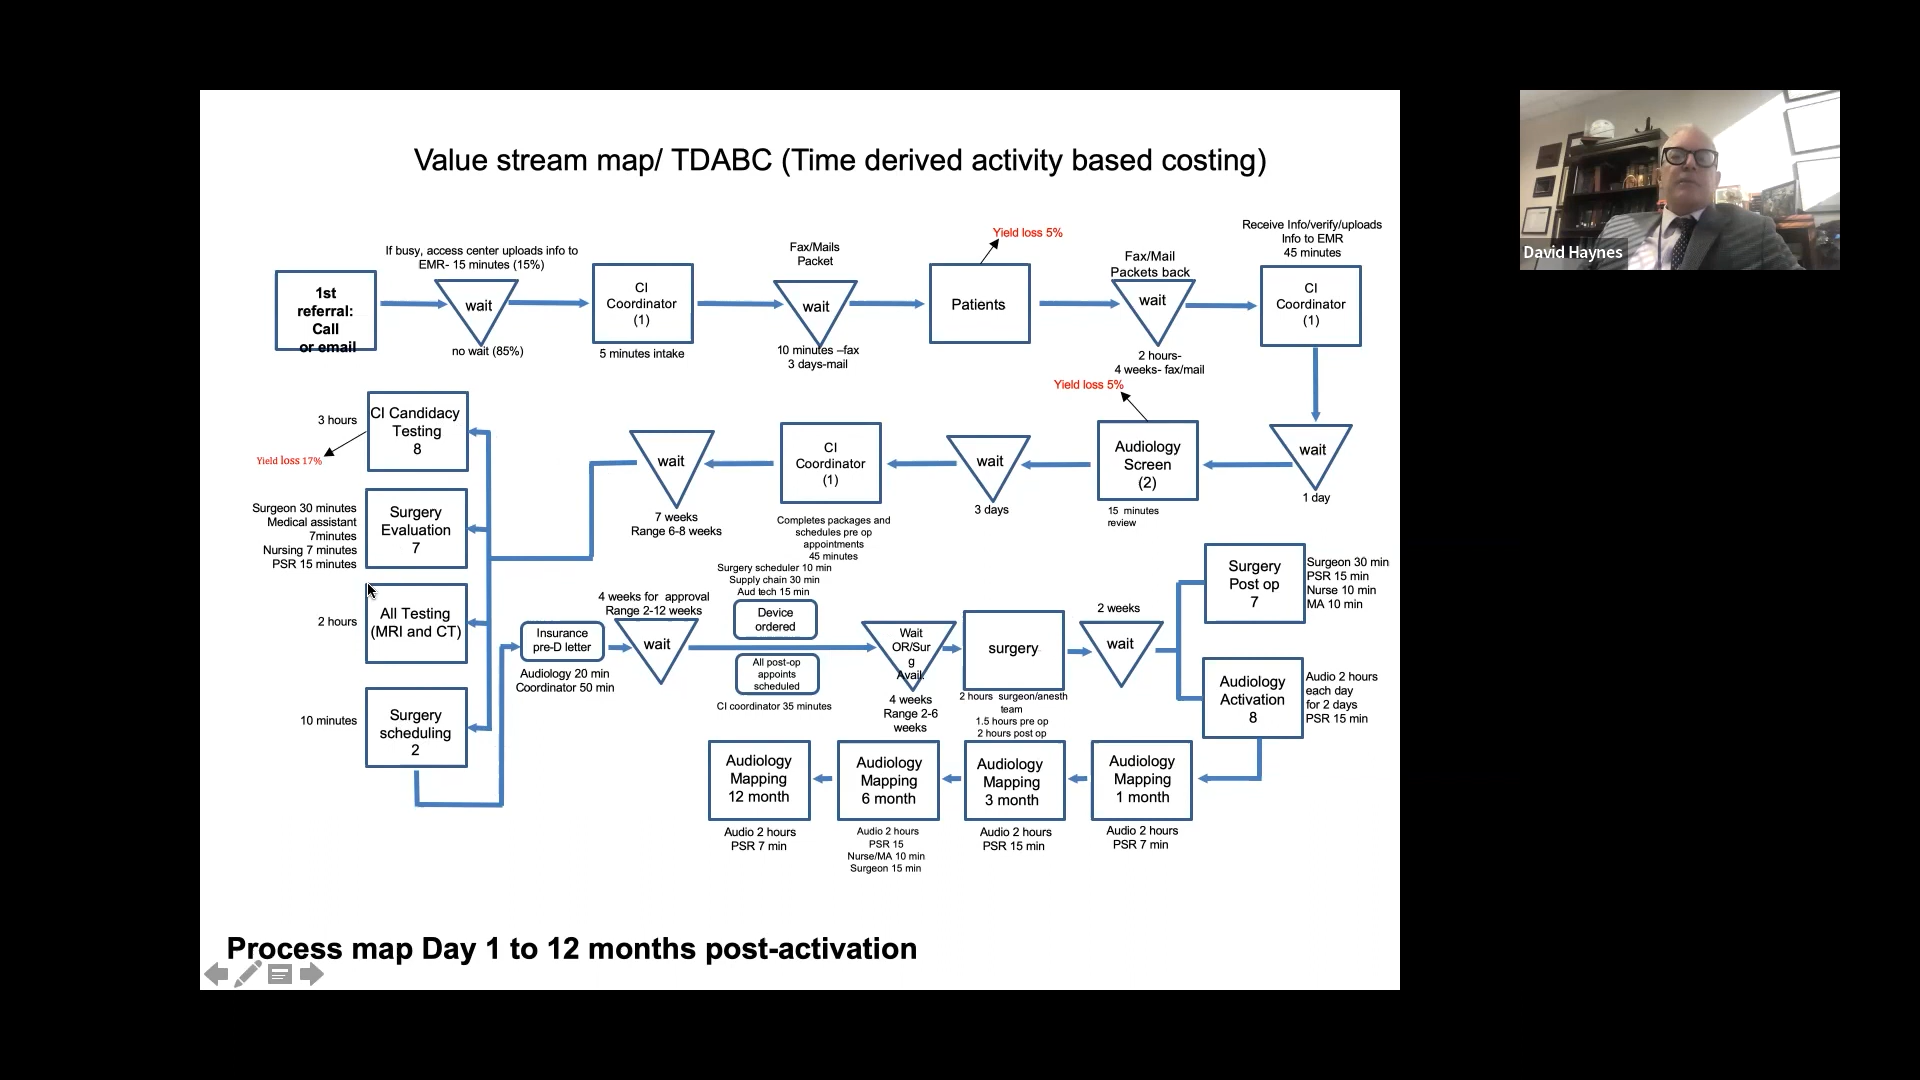 Value stream map/ TDABC (Time derived activity based costing)
If busy, access center uploads info to
EMR- 15 minutes (15%)
Fax/Mails
Packet
Yield loss 5%
Fax/Mail
Packets back
Receive Info/verify/uploads
Info to EMR
45 minutes
David Haynes
1st
referral:
Call
or email
wait
no wait (85%)
CI
Coordinator
(1)
5 minutes intake
wait
10 minutes –fax
3 days-mail
Patients
wait
2 hours-
4 weeks- fax/mail
CI
Coordinator
(1)
wait
1 day
Yield loss 5%
Audiology
Screen
(2)
15 minutes
review
wait
3 days
CI
Coordinator
(1)
Completes packages and
schedules pre op
appointments
45 minutes
wait
7 weeks
Range 6-8 weeks
3 hours
CI Candidacy
Testing
8
Yield loss 17%
Surgeon 30 minutes
Medical assistant
7minutes
Nursing 7 minutes
PSR 15 minutes
Surgery
Evaluation
7
2 hours
All Testing
(MRI and CT)
10 minutes
Surgery
scheduling
2
Insurance
pre-D letter
Audiology 20 min
Coordinator 50 min
4 weeks for approval
Range 2-12 weeks
wait
Surgery scheduler 10 min
Supply chain 30 min
Aud tech 15 min
Device
ordered
All post-op
appoints
scheduled
CI coordinator 35 minutes
Wait
OR/Sur
g
Avail.
4 weeks
Range 2-6
weeks
surgery
2 hours surgeon/anesth
team
1.5 hours pre op
2 hours post op
2 weeks
wait
Surgery
Post op
7
Surgeon 30 min
PSR 15 min
Nurse 10 min
MA 10 min
Audiology
Activation
8
Audio 2 hours
each day
for 2 days
PSR 15 min
Audiology
Mapping
12 month
Audio 2 hours
PSR 7 min
Audiology
Mapping
6 month
Audio 2 hours
PSR 15
Nurse/MA 10 min
Surgeon 15 min
Audiology
Mapping
3 month
Audio 2 hours
PSR 15 min
Audiology
Mapping
1 month
Audio 2 hours
PSR 7 min
Process map Day 1 to 12 months post-activation